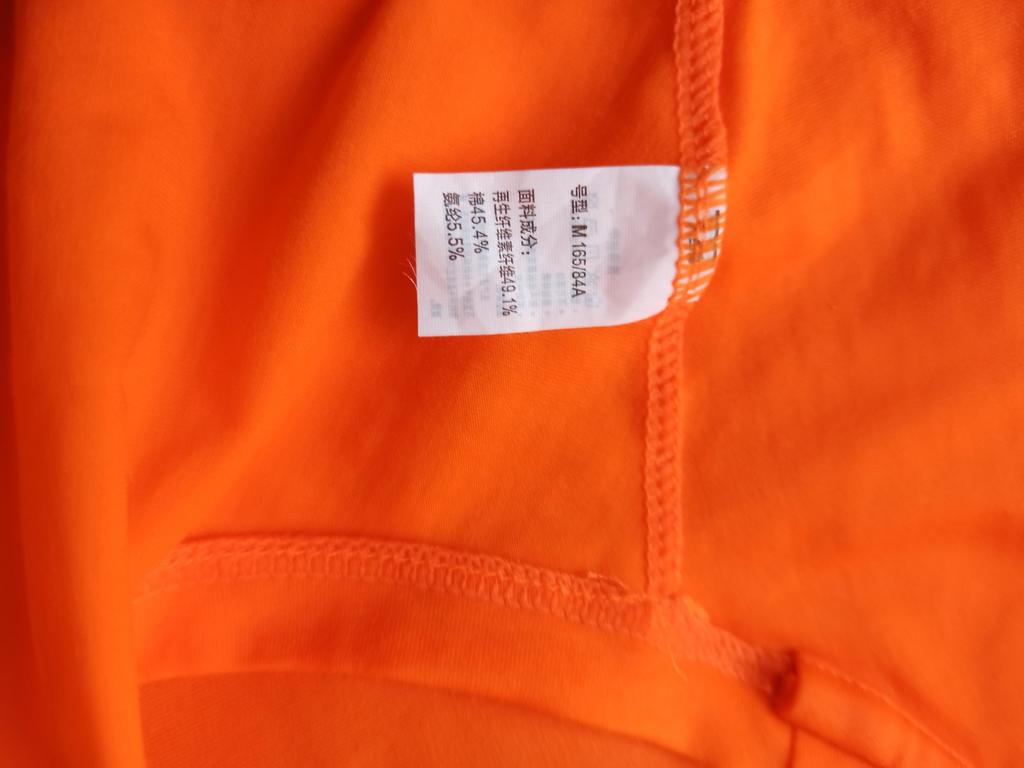 号型: M 165/84A
面料成分:
再生纤维素纤维49.1%
棉45.4%
氨纶5.5%